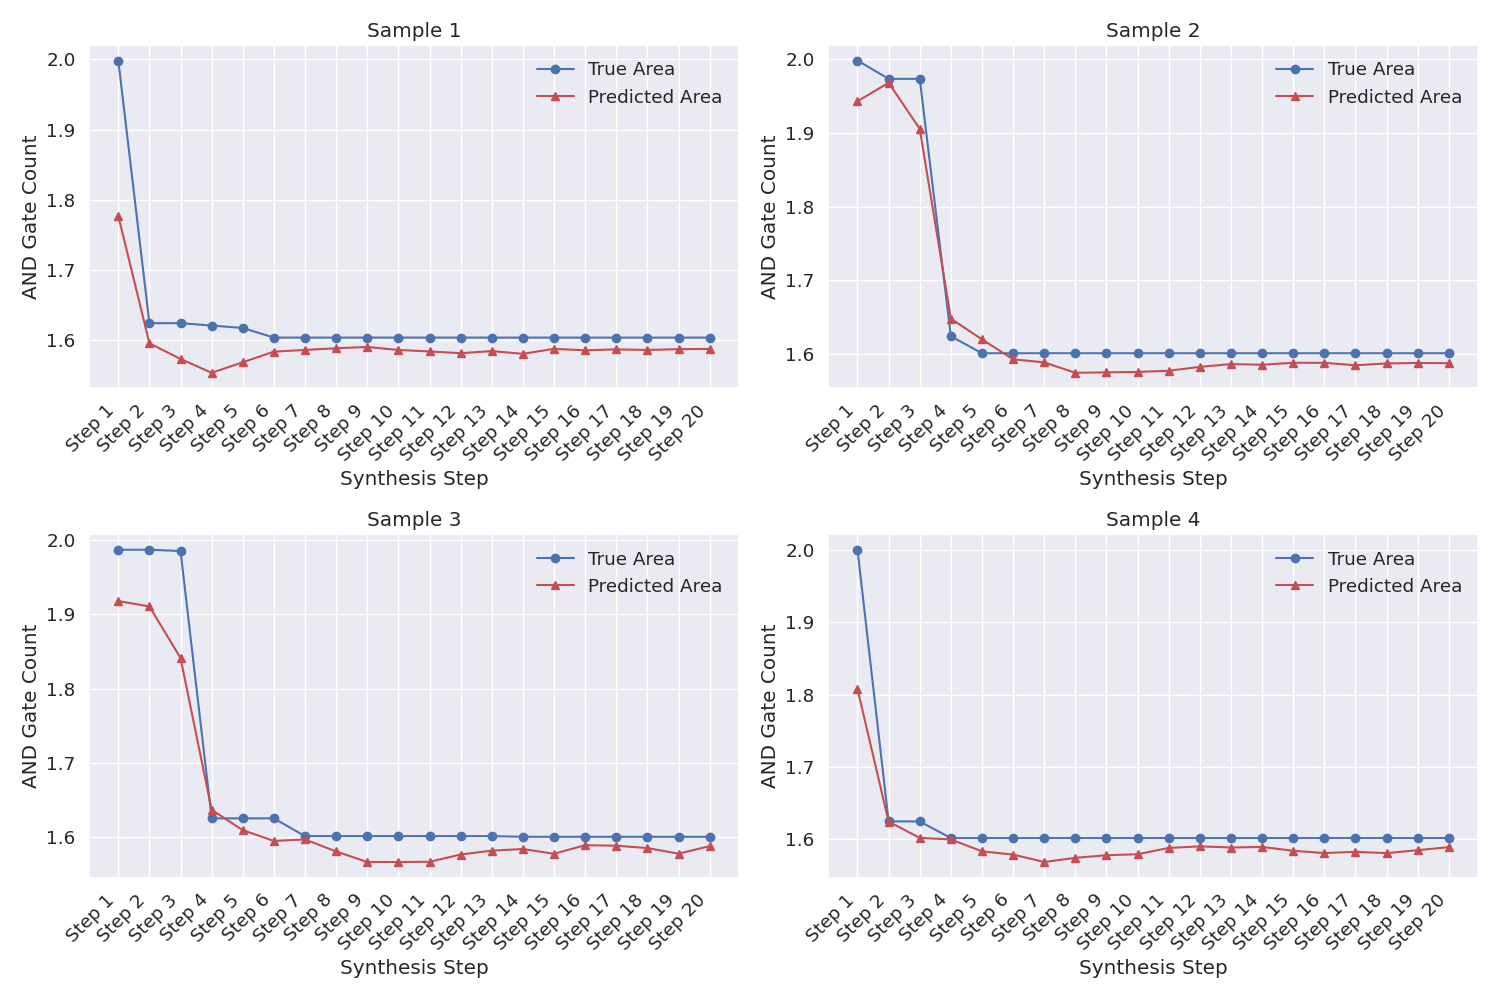 Sample 1
2.0
1.9
1.8
1.7
1.6
AND Gate Count
True Area
Predicted Area
Step 1
Step 2
Step 3
Step 4
Step 5
Step 6
Step 7
Step 8
Step 9
Step 10
Step 11
Step 12
Step 13
Step 14
Step 15
Step 16
Step 17
Step 18
Step 19
Step 20
Synthesis Step
Sample 2
2.0
1.9
1.8
1.7
1.6
AND Gate Count
True Area
Predicted Area
Step 1
Step 2
Step 3
Step 4
Step 5
Step 6
Step 7
Step 8
Step 9
Step 10
Step 11
Step 12
Step 13
Step 14
Step 15
Step 16
Step 17
Step 18
Step 19
Step 20
Synthesis Step
Sample 3
2.0
1.9
1.8
1.7
1.6
AND Gate Count
True Area
Predicted Area
Step 1
Step 2
Step 3
Step 4
Step 5
Step 6
Step 7
Step 8
Step 9
Step 10
Step 11
Step 12
Step 13
Step 14
Step 15
Step 16
Step 17
Step 18
Step 19
Step 20
Synthesis Step
Sample 4
2.0
1.9
1.8
1.7
1.6
AND Gate Count
True Area
Predicted Area
Step 1
Step 2
Step 3
Step 4
Step 5
Step 6
Step 7
Step 8
Step 9
Step 10
Step 11
Step 12
Step 13
Step 14
Step 15
Step 16
Step 17
Step 18
Step 19
Step 20
Synthesis Step